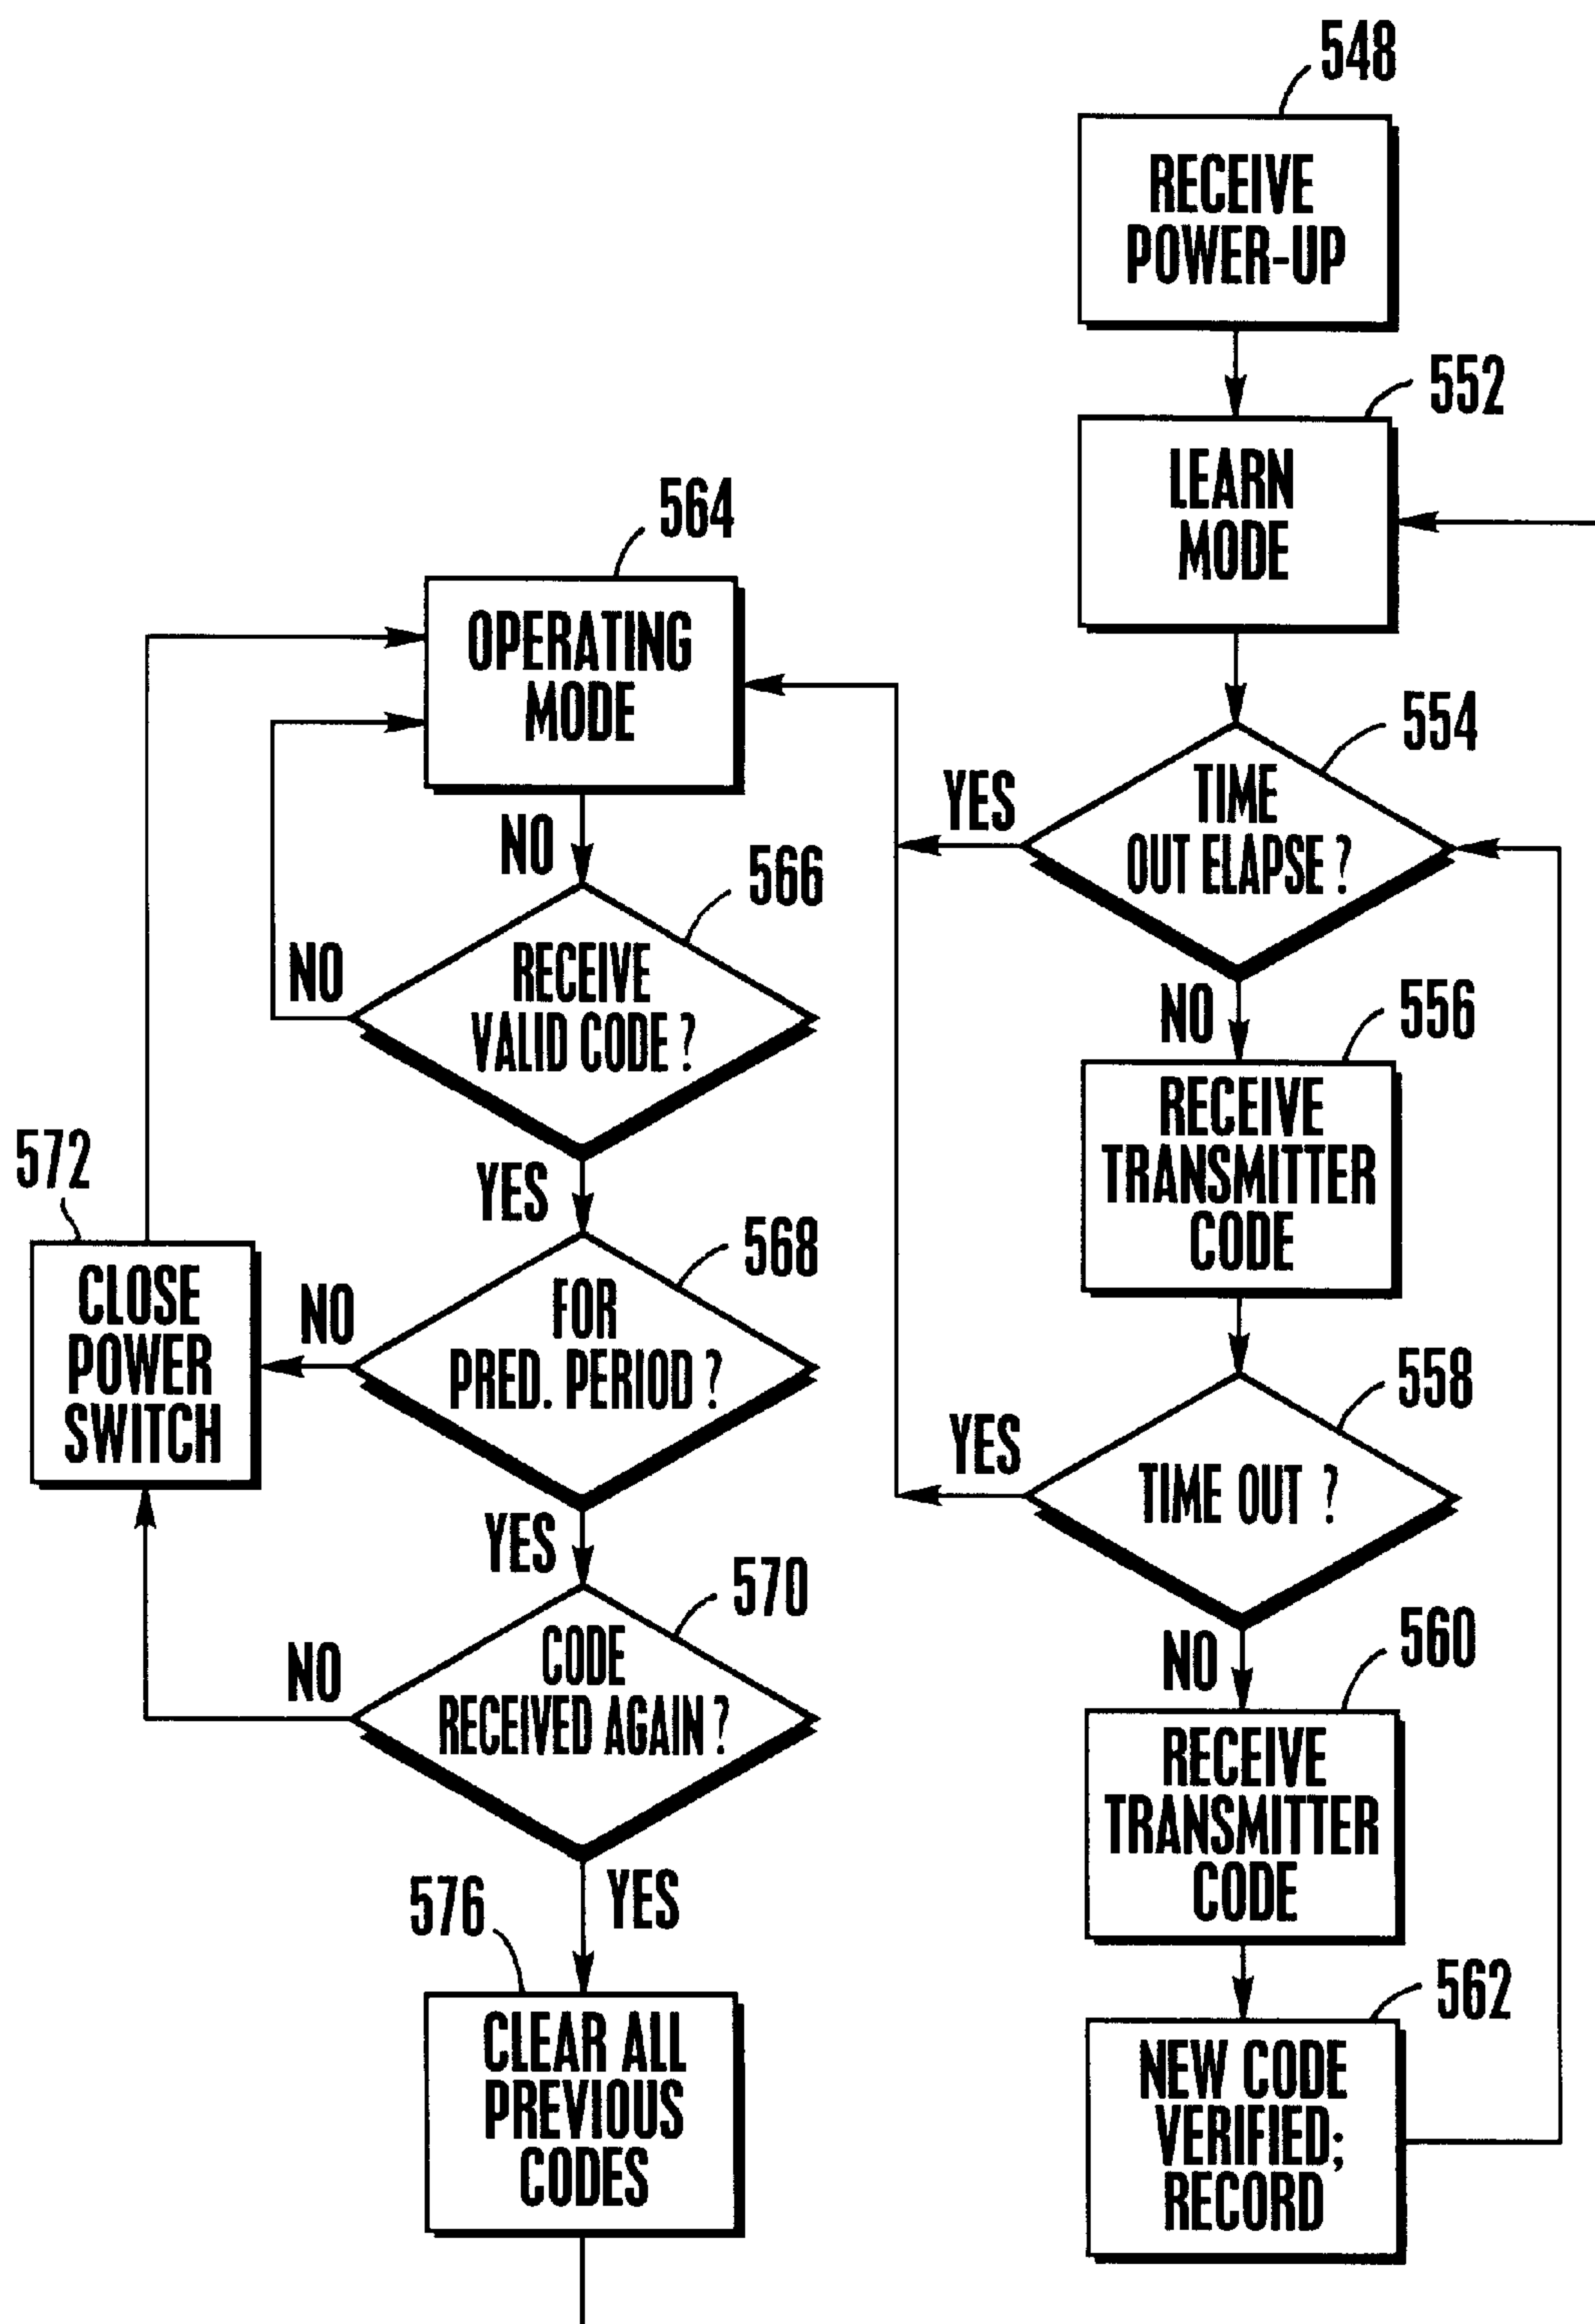 548
RECEIVE
POWER-UP
552
LEARN
MODE
554
TIME
OUT ELAPSE ?
YES
NO
556
RECEIVE
TRANSMITTER
CODE
558
TIME OUT ?
YES
NO
560
RECEIVE
TRANSMITTER
CODE
562
NEW CODE
VERIFIED;
RECORD
564
OPERATING
MODE
NO
566
RECEIVE
VALID CODE ?
NO
YES
568
FOR
PRED. PERIOD ?
NO
572
CLOSE
POWER
SWITCH
YES
570
CODE
RECEIVED AGAIN ?
NO
YES
576
CLEAR ALL
PREVIOUS
CODES